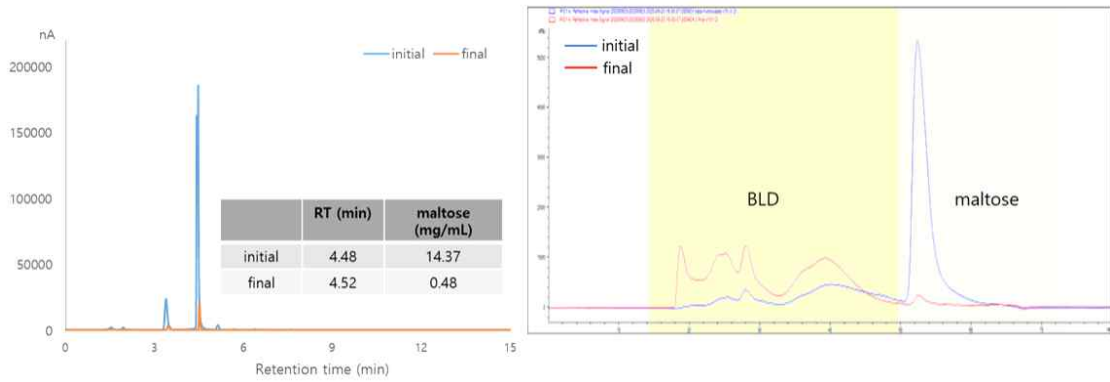 nA
initial final
200000
150000
100000
50000
0
0 3 6 9 12 15
Retention time (min)
RT (min) maltose (mg/mL)
initial 4.48 14.37
final 4.52 0.48
initial
final
BLD
maltose